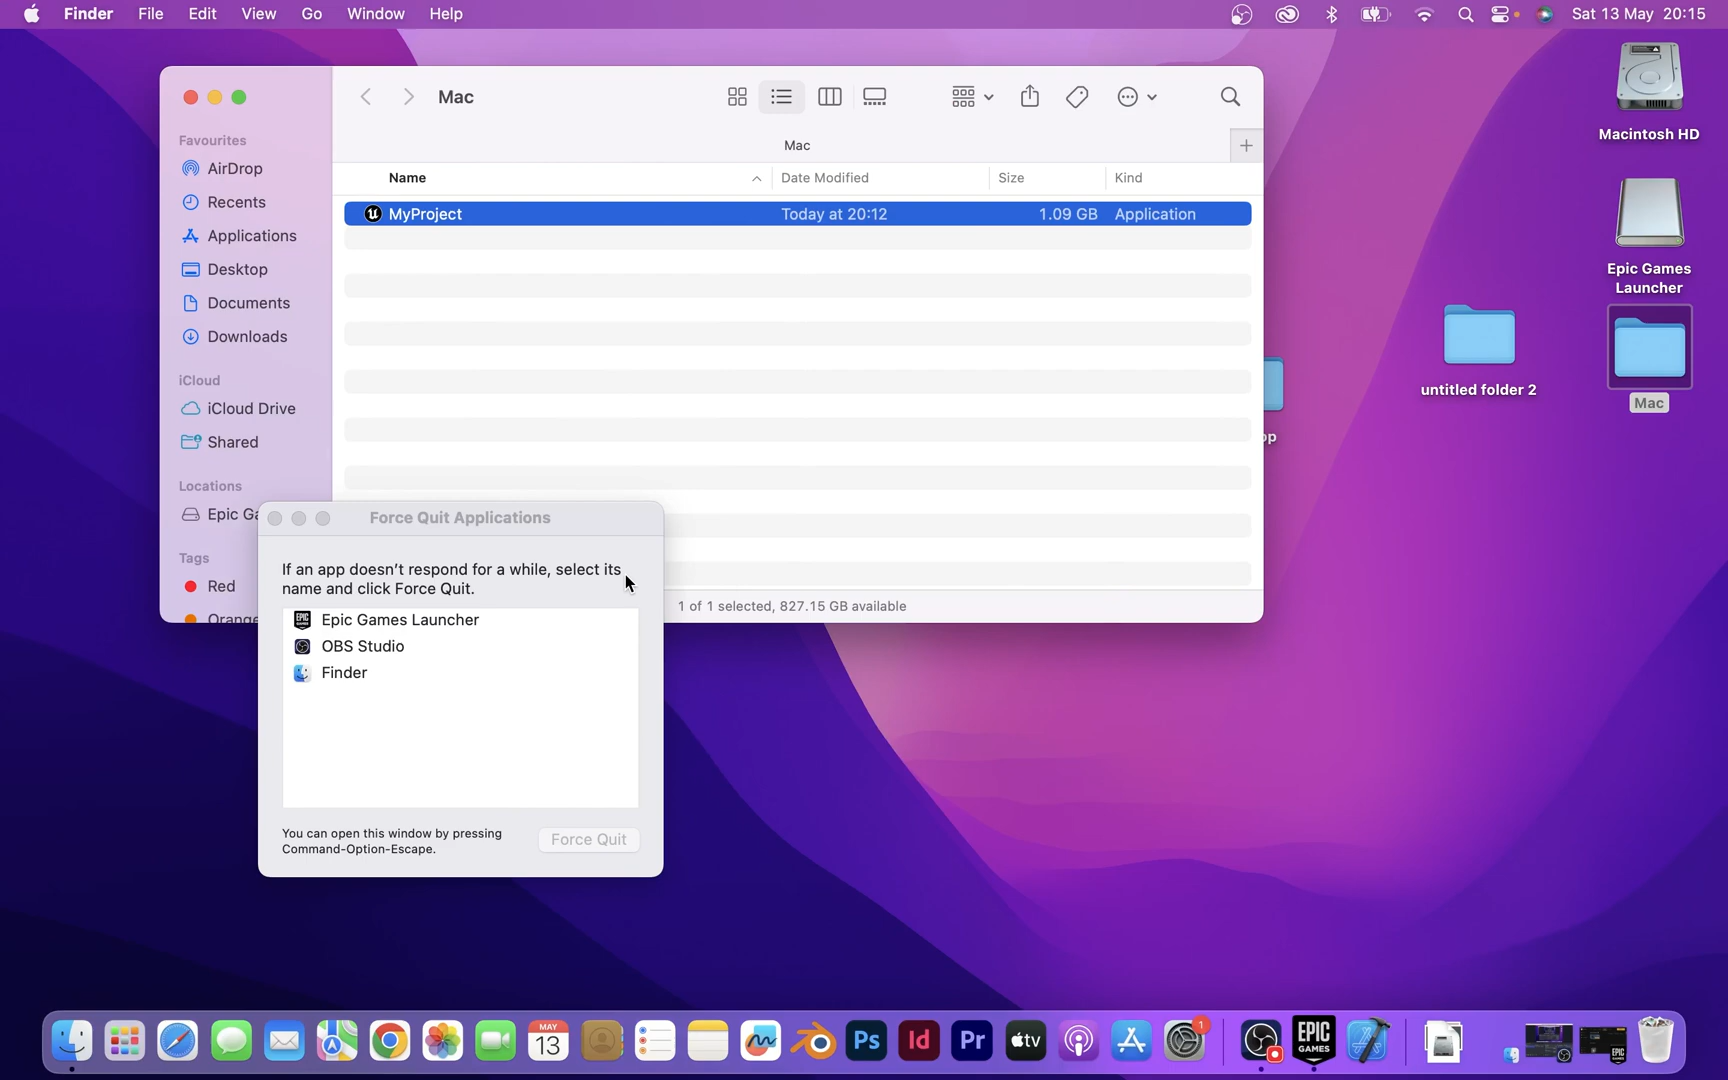 Finder File Edit View Go Window Help
Sat 13 May 20:15
Mac
Mac
Favourites
AirDrop
Recents
Applications
Desktop
Documents
Downloads
iCloud
iCloud Drive
Shared
Locations
Epic Ga
Tags
Red
Orange
Name Date Modified Size Kind
MyProject Today at 20:12 1.09 GB Application
1 of 1 selected, 827.15 GB available
Force Quit Applications
If an app doesn't respond for a while, select its
name and click Force Quit.
Epic Games Launcher
OBS Studio
Finder
You can open this window by pressing
Command-Option-Escape.
Force Quit
Macintosh HD
Epic Games
Launcher
untitled folder 2
Mac
op
MAY
13
Ps
Id
Pr
tv
1
EPIC
GAMES